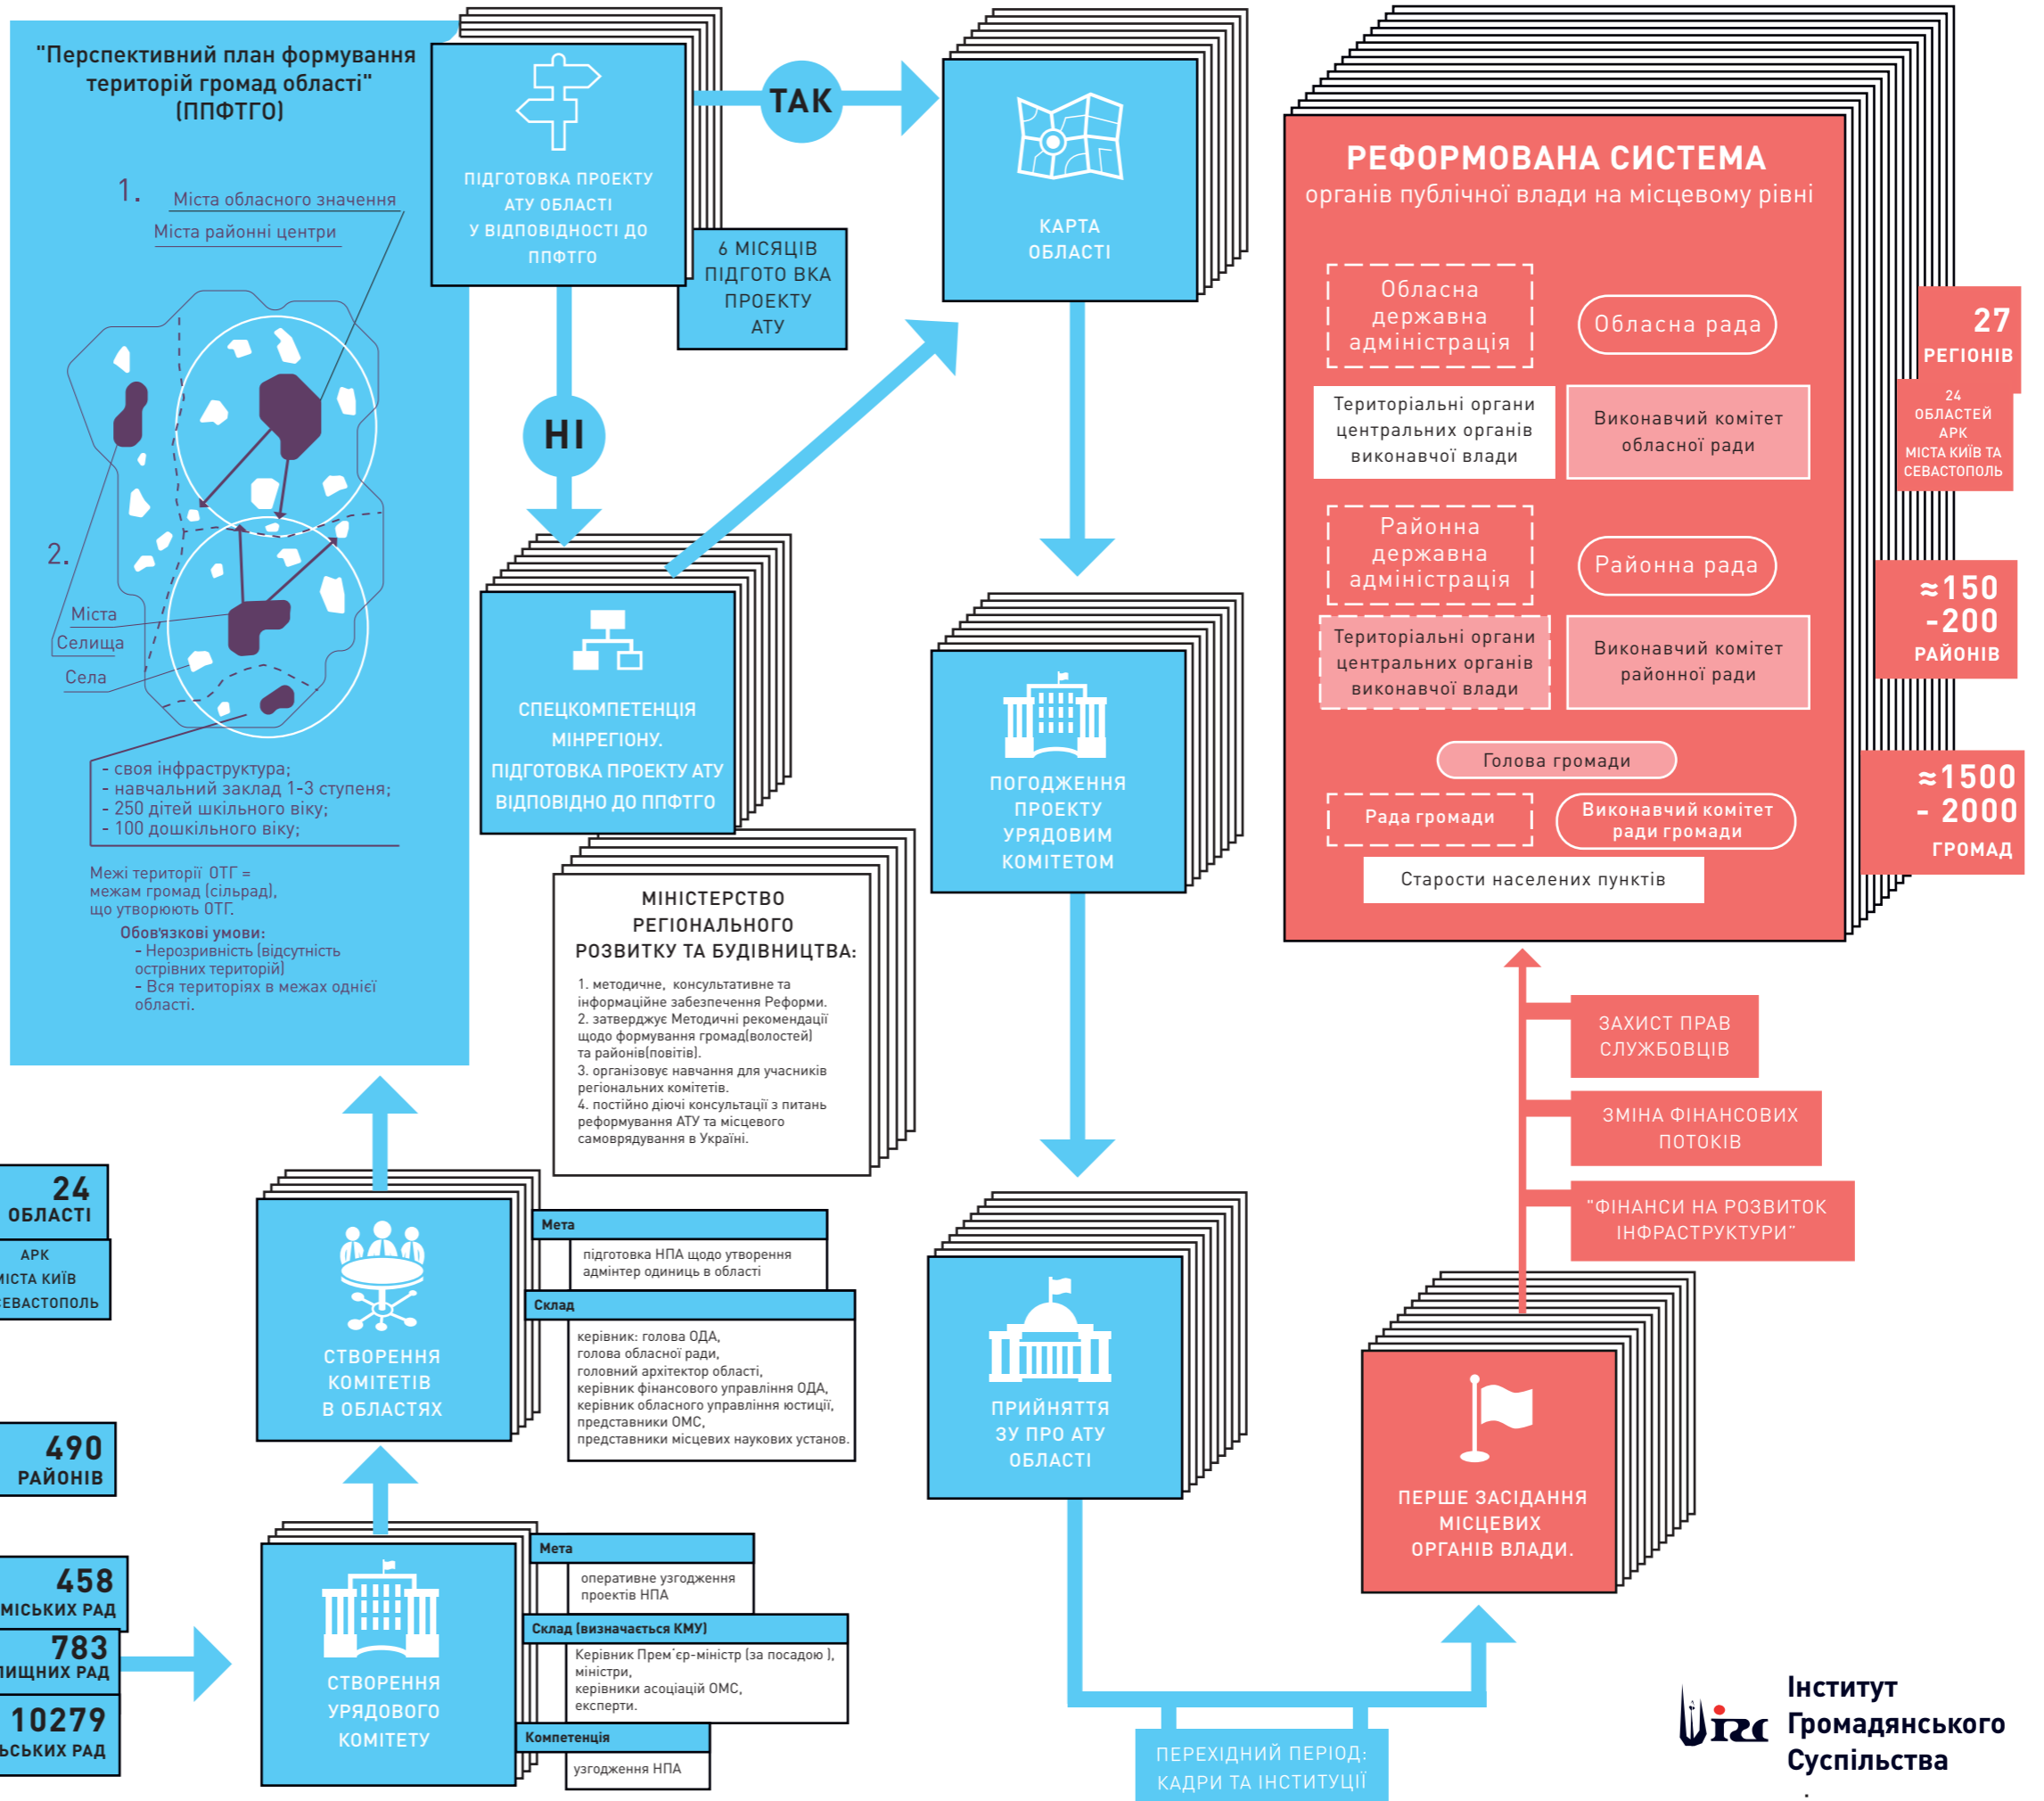 "Перспективний план формування
територій громад області"
(ППФТГО)
1.
Міста обласного значення
Міста районні центри
2.
Міста
Селища
Села
- своя інфраструктура;
- навчальний заклад 1-3 ступеня;
- 250 дітей шкільного віку;
- 100 дошкільного віку;
Межі території ОТГ =
межам громад (сільрад),
що утворюють ОТГ.
Обов'язкові умови:
- Нерозривність (відсутність
острівних територій)
- Вся територіях в межах однієї
області.
ПІДГОТОВКА ПРОЕКТУ
АТУ ОБЛАСТІ
У ВІДПОВІДНОСТІ ДО
ППФТГО
6 МІСЯЦІВ
ПІДГОТО ВКА
ПРОЕКТУ
АТУ
ТАК
НІ
КАРТА
ОБЛАСТІ
СПЕЦКОМПЕТЕНЦІЯ
МІНРЕГІОНУ.
ПІДГОТОВКА ПРОЕКТУ АТУ
ВІДПОВІДНО ДО ППФТГО
МІНІСТЕРСТВО
РЕГІОНАЛЬНОГО
РОЗВИТКУ ТА БУДІВНИЦТВА:
1. методичне, консультативне та
інформаційне забезпечення Реформи.
2. затверджує Методичні рекомендації
щодо формування громад(волостей)
та районів(повітів).
3. організовує навчання для учасників
регіональних комітетів.
4. постійно діючі консультації з питань
реформування АТУ та місцевого
самоврядування в Україні.
ПОГОДЖЕННЯ
ПРОЕКТУ
УРЯДОВИМ
КОМІТЕТОМ
ПРИЙНЯТТЯ
ЗУ ПРО АТУ
ОБЛАСТІ
РЕФОРМОВАНА СИСТЕМА
органів публічної влади на місцевому рівні
Обласна
державна
адміністрація
Обласна рада
Територіальні органи
центральних органів
виконавчої влади
Виконавчий комітет
обласної ради
Районна
державна
адміністрація
Районна рада
Територіальні органи
центральних органів
виконавчої влади
Виконавчий комітет
районної ради
Голова громади
Рада громади
Виконавчий комітет
ради громади
Старости населених пунктів
27
РЕГІОНІВ
24
ОБЛАСТЕЙ
АРК
МІСТА КИЇВ ТА
СЕВАСТОПОЛЬ
≈150
-200
РАЙОНІВ
≈1500
- 2000
ГРОМАД
ЗАХИСТ ПРАВ
СЛУЖБОВЦІВ
ЗМІНА ФІНАНСОВИХ
ПОТОКІВ
"ФІНАНСИ НА РОЗВИТОК
ІНФРАСТРУКТУРИ"
ПЕРШЕ ЗАСІДАННЯ
МІСЦЕВИХ
ОРГАНІВ ВЛАДИ.
24
ОБЛАСТІ
АРК
МІСТА КИЇВ
СЕВАСТОПОЛЬ
490
РАЙОНІВ
458
МІСЬКИХ РАД
783
ЛИЩНИХ РАД
10279
ЬСЬКИХ РАД
СТВОРЕННЯ
КОМІТЕТІВ
В ОБЛАСТЯХ
Мета
підготовка НПА щодо утворення
адмінтер одиниць в області
Склад
керівник: голова ОДА,
голова обласної ради,
головний архітектор області,
керівник фінансового управління ОДА,
керівник обласного управління юстиції,
представники ОМС,
представники місцевих наукових установ.
СТВОРЕННЯ
УРЯДОВОГО
КОМІТЕТУ
Мета
оперативне узгодження
проектів НПА
Склад (визначається КМУ)
Керівник Прем'єр-міністр (за посадою ),
міністри,
керівники асоціацій ОМС,
експерти.
Компетенція
узгодження НПА
ПЕРЕХІДНИЙ ПЕРІОД:
КАДРИ ТА ІНСТИТУЦІЇ
Інститут
Громадянського
Суспільства